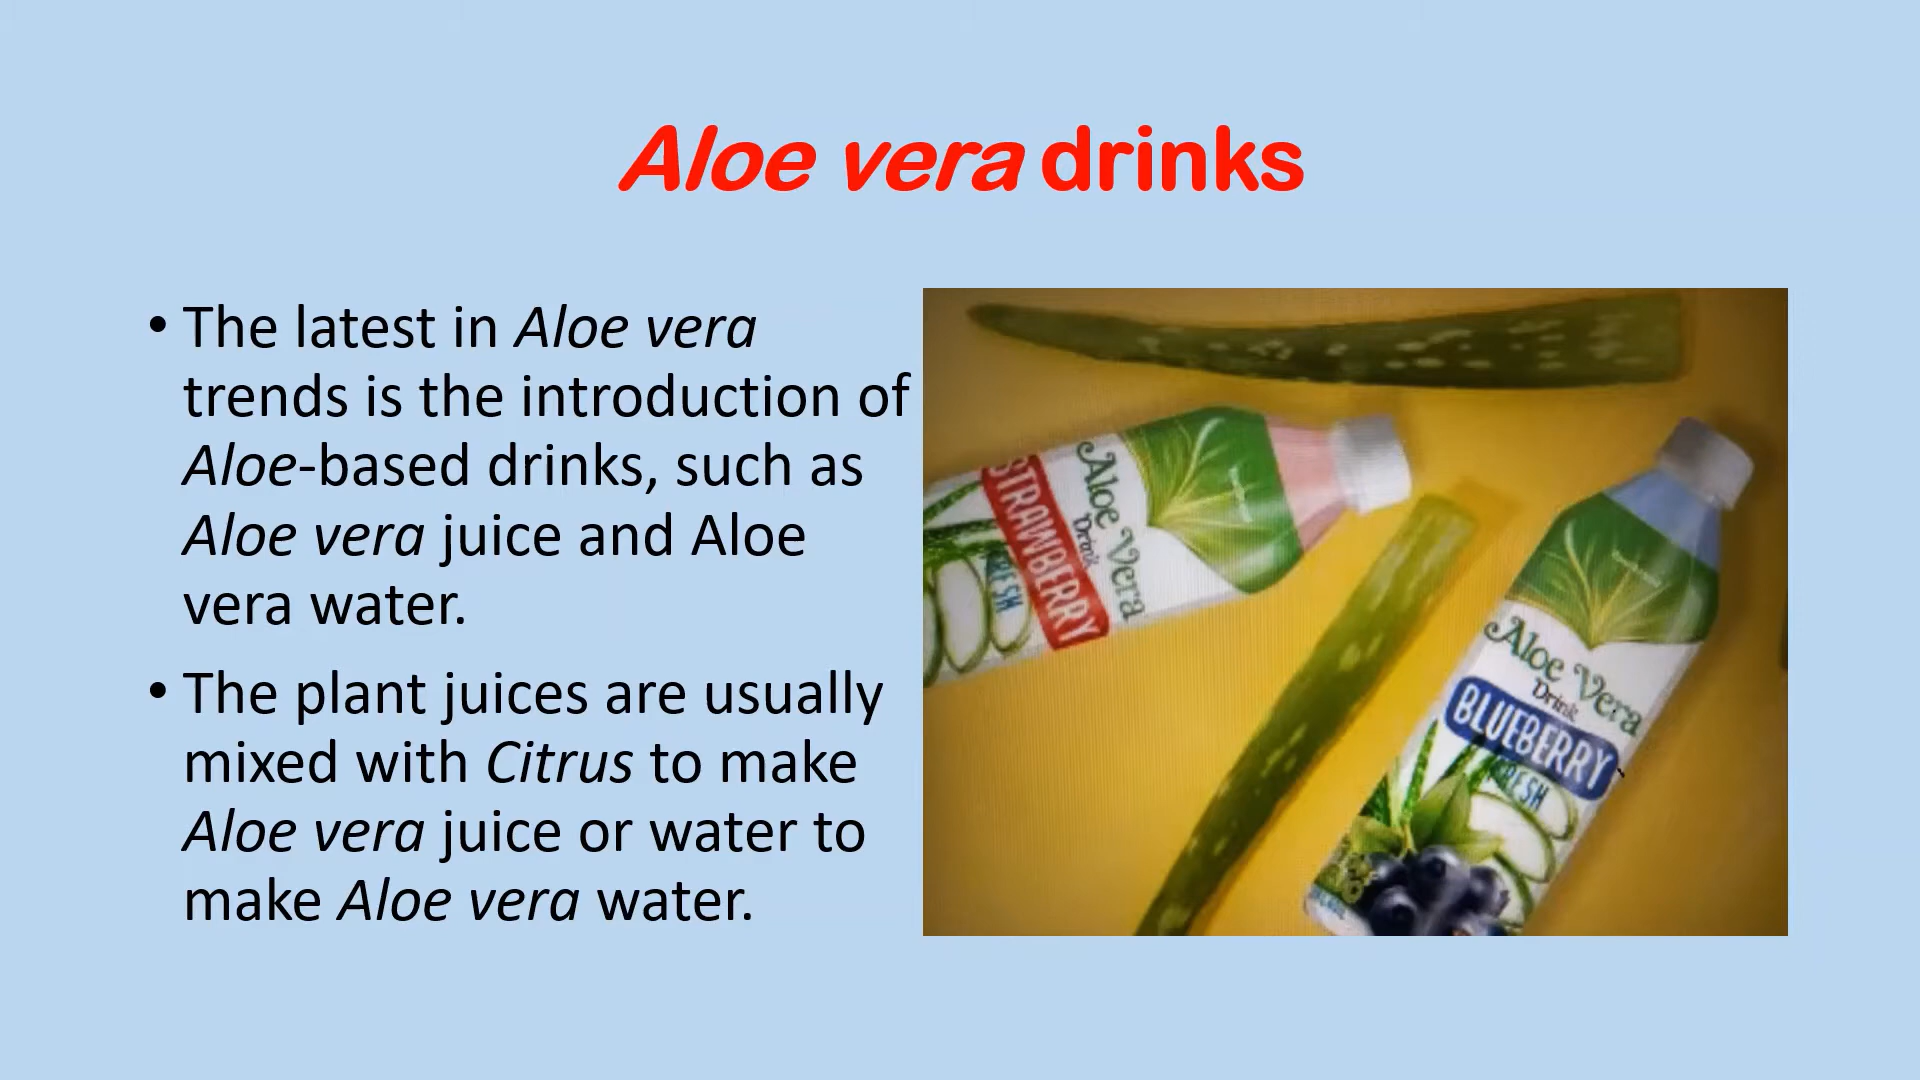 Aloe vera drinks
• The latest in Aloe vera
trends is the introduction of
Aloe-based drinks, such as
Aloe vera juice and Aloe
vera water.
• The plant juices are usually
mixed with Citrus to make
Aloe vera juice or water to
make Aloe vera water.
Aloe Vera
Drink
STRAWBERRY
FRESH
Aloe Vera
Drink
BLUEBERRY
FRESH